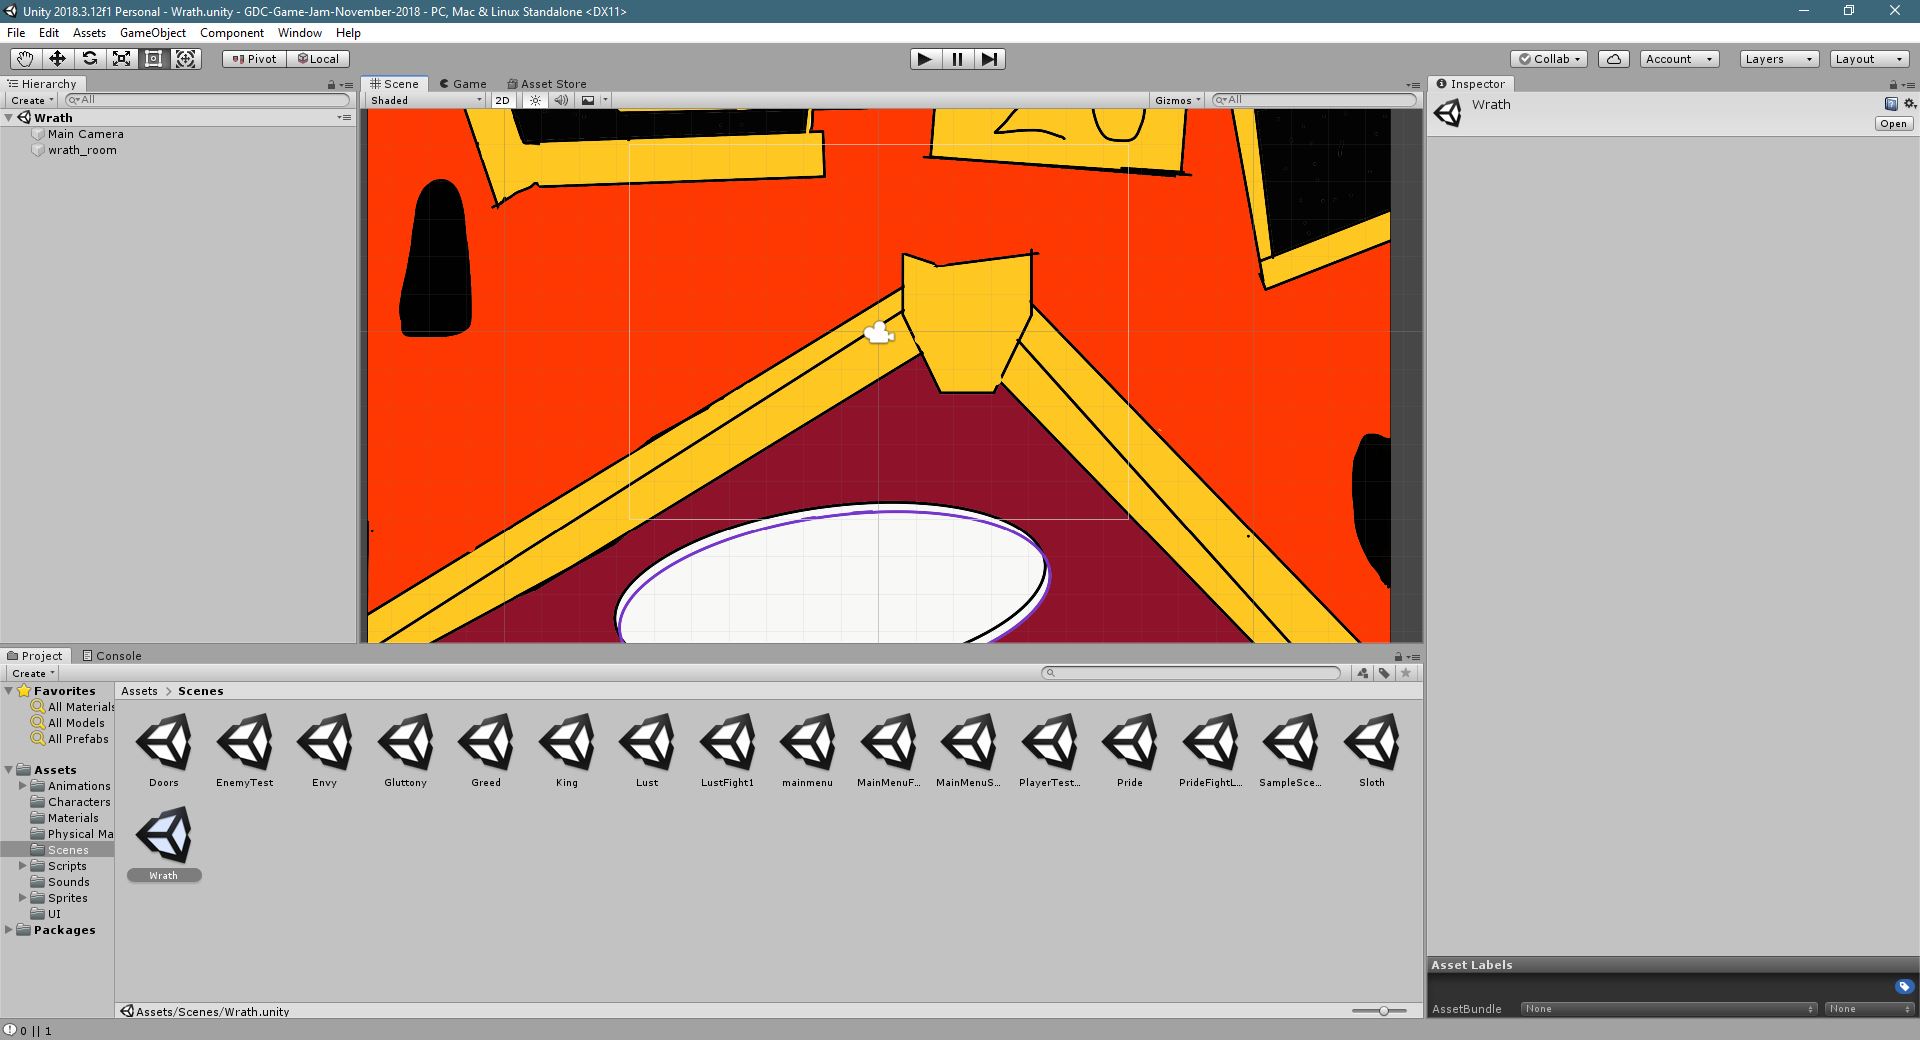 Unity 2018.3.12f1 Personal - Wrath.unity - GDC-Game-Jam-November-2018 - PC, Mac & Linux Standalone <DX11>
File Edit Assets GameObject Component Window Help
Pivot Local Collab Account Layers Layout
Hierarchy
Create All
Wrath
Main Camera
wrath_room
Scene Game Asset Store
Shaded 2D Gizmos All
Inspector
Wrath
Open
Project Console
Create
Favorites
All Materials
All Models
All Prefabs
Assets
Animations
Characters
Materials
Physical Ma
Scenes
Scripts
Sounds
Sprites
UI
Packages
Assets > Scenes
Doors EnemyTest Envy Gluttony Greed King Lust LustFight1 mainmenu MainMenuF... MainMenuS... PlayerTest... Pride PrideFightL... SampleSce... Sloth
Wrath
Assets/Scenes/Wrath.unity
Asset Labels
AssetBundle None None
0 || 1